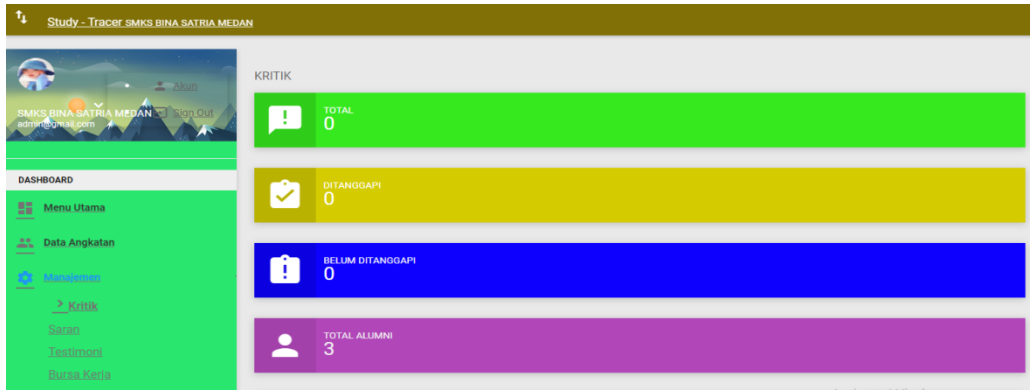 Study - Tracer SMKS BINA SATRIA MEDAN
Akun
SMKS BINA SATRIA MEDAN
Sign Out
admin@gmail.com
DASHBOARD
Menu Utama
Data Angkatan
Manajemen
> Kritik
Saran
Testimoni
Bursa Kerja
KRITIK
TOTAL
0
DITANGGAPI
0
BELUM DITANGGAPI
0
TOTAL ALUMNI
3